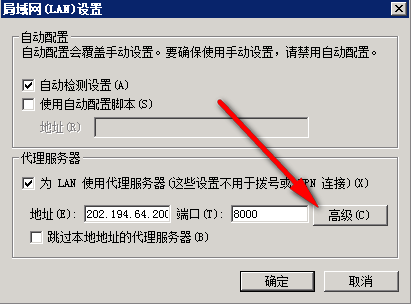 局域网(LAN)设置
自动配置
自动配置会覆盖手动设置。要确保使用手动设置，请禁用自动配置。
自动检测设置(A)
使用自动配置脚本(S)
地址(R)
代理服务器
为 LAN 使用代理服务器(这些设置不用于拨号或 PN 连接)(X)
地址(E): 202.194.64.200 端口(T): 8000 高级(C)
跳过本地地址的代理服务器(B)
确定 取消